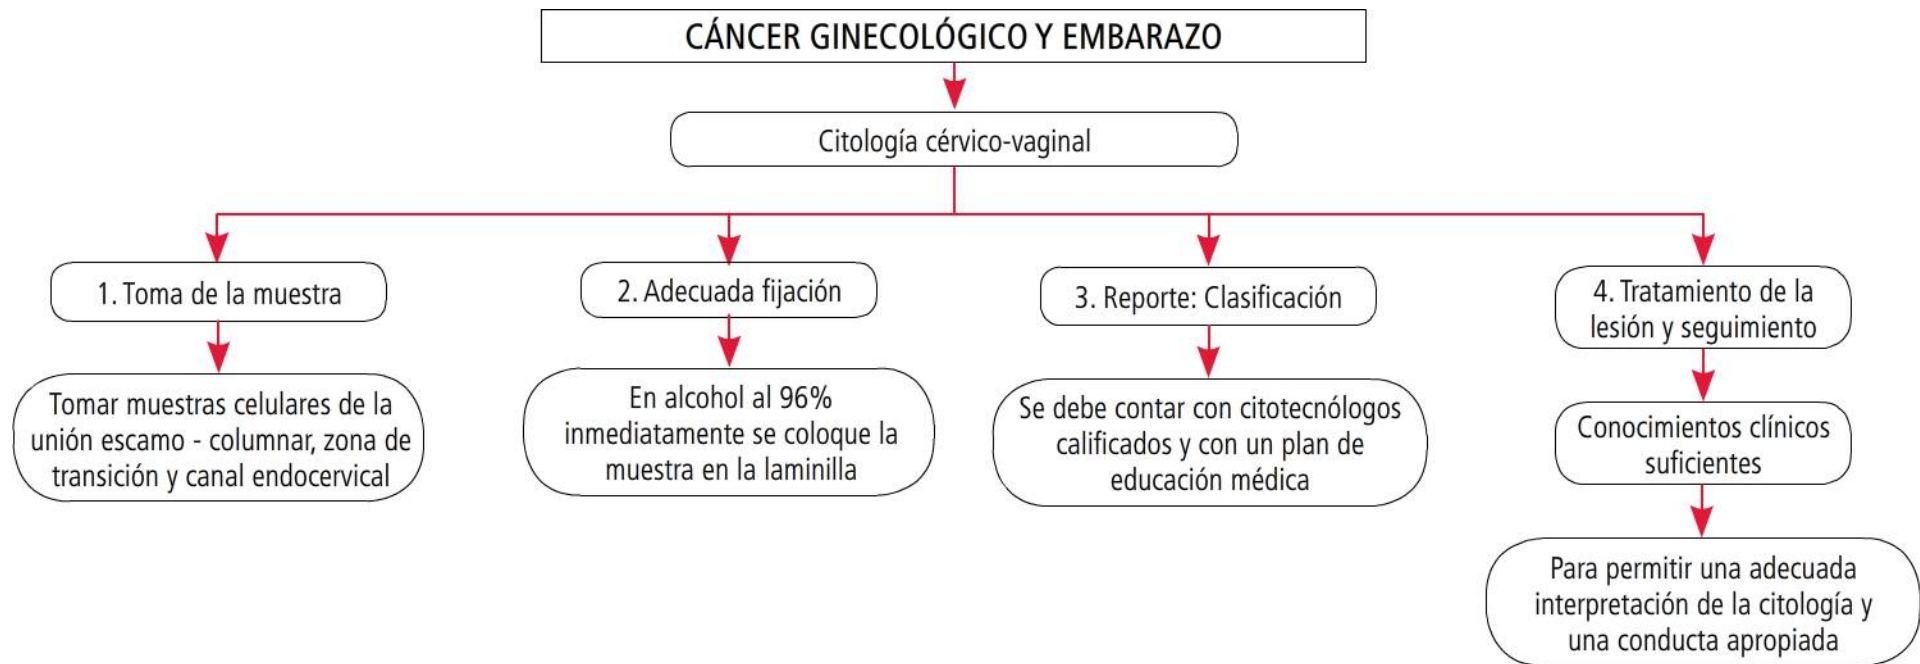 CÁNCER GINECOLÓGICO Y EMBARAZO
Citología cérvico-vaginal
1. Toma de la muestra
Tomar muestras celulares de la
unión escamo - columnar, zona de
transición y canal endocervical
2. Adecuada fijación
En alcohol al 96%
inmediatamente se coloque la
muestra en la laminilla
3. Reporte: Clasificación
Se debe contar con citotecnólogos
calificados y con un plan de
educación médica
4. Tratamiento de la
lesión y seguimiento
Conocimientos clínicos
suficientes
Para permitir una adecuada
interpretación de la citología y
una conducta apropiada